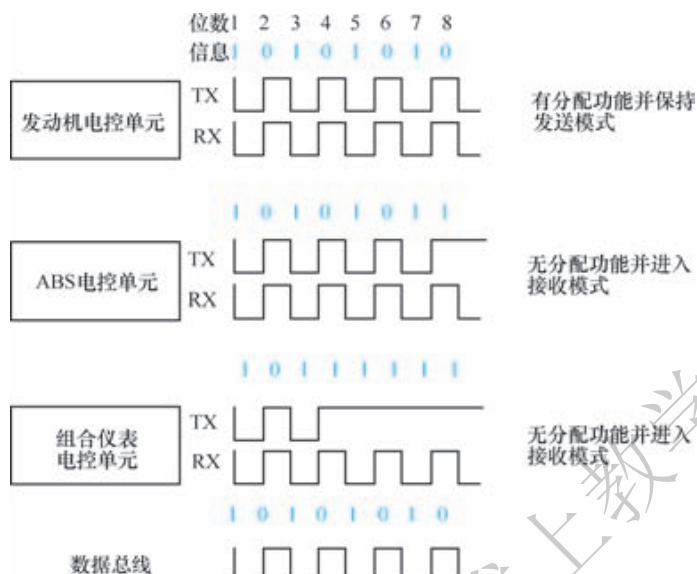 位数1 2 3 4 5 6 7 8
信息1 0 1 0 1 0 1 0
发动机电控单元
TX
RX
有分配功能并保持
发送模式
1 0 1 0 1 0 1 1
ABS电控单元
TX
RX
无分配功能并进入
接收模式
1 0 1 1 1 1 1 1
组合仪表
电控单元
TX
RX
无分配功能并进入
接收模式
1 0 1 0 1 0 1 0
数据总线
上教学